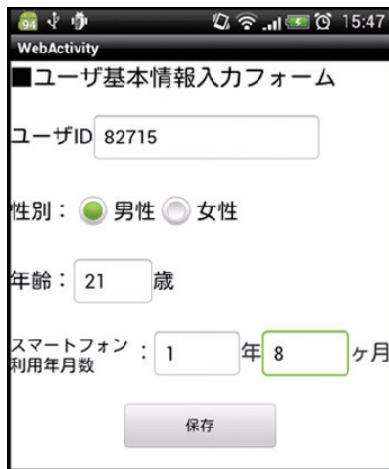 94 15:47
WebActivity
■ユーザ基本情報入力フォーム
ユーザID 82715
性別： 男性 女性
年齢： 21 歳
スマートフォン
利用年月数 ： 1 年 8 ヶ月
保存